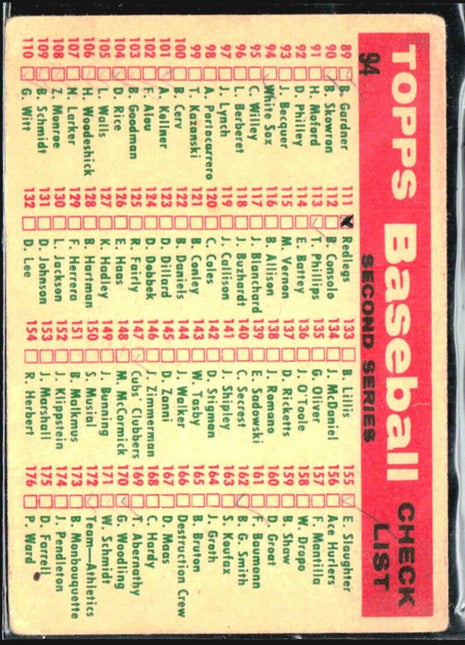 TOPPS Baseball CHECK LIST
94 SECOND SERIES
89 B. Gardner
90 B. Skowron
91 H. Moford
92 D. Philley
93 J. Becquer
94 White Sox
95 C. Willey
96 L. Berberet
97 J. Lynch
98 A. Portocarrero
99 T. Kazanski
100 B. Cerv
101 A. Kellner
102 F. Alou
103 B. Goodman
104 D. Rice
105 L. Walls
106 H. Woodeshick
107 N. Larker
108 Z. Monroe
109 B. Schmidt
110 G. Witt
111 Redlegs
112 B. Consolo
113 T. Phillips
114 E. Battey
115 M. Vernon
116 B. Allison
117 J. Blanchard
118 J. Buzhardt
119 J. Callison
120 C. Coles
121 B. Conley
122 B. Daniels
123 D. Dillard
124 D. Dobbek
125 R. Fairly
126 E. Haas
127 K. Hadley
128 B. Hartman
129 F. Herrera
130 L. Jackson
131 D. Johnson
132 D. Lee
133 B. Lillis
134 J. McDaniel
135 G. Oliver
136 J. O'Toole
137 D. Ricketts
138 J. Romano
139 E. Sadowski
140 C. Secrest
141 J. Shipley
142 D. Stigman
143 W. Tasby
144 J. Walker
145 D. Zanni
146 J. Zimmerman
147 Cubs' Clubbers
148 M. McCormick
149 J. Bunning
150 S. Musial
151 B. Malkmus
152 J. Klippstein
153 J. Marshall
154 R. Herbert
155 E. Slaughter
156 Ace Hurlers
157 F. Mantilla
158 W. Dropo
159 B. Shaw
160 D. Groat
161 F. Baumann
162 B. G. Smith
163 S. Koufax
164 J. Groth
165 B. Bruton
166 Destruction Crew
167 D. Maas
168 C. Hardy
169 T. Abernathy
170 G. Woodling
171 W. Schmidt
172 Team—Athletics
173 B. Monbouquette
174 J. Pendleton
175 D. Farrell
176 P. Ward